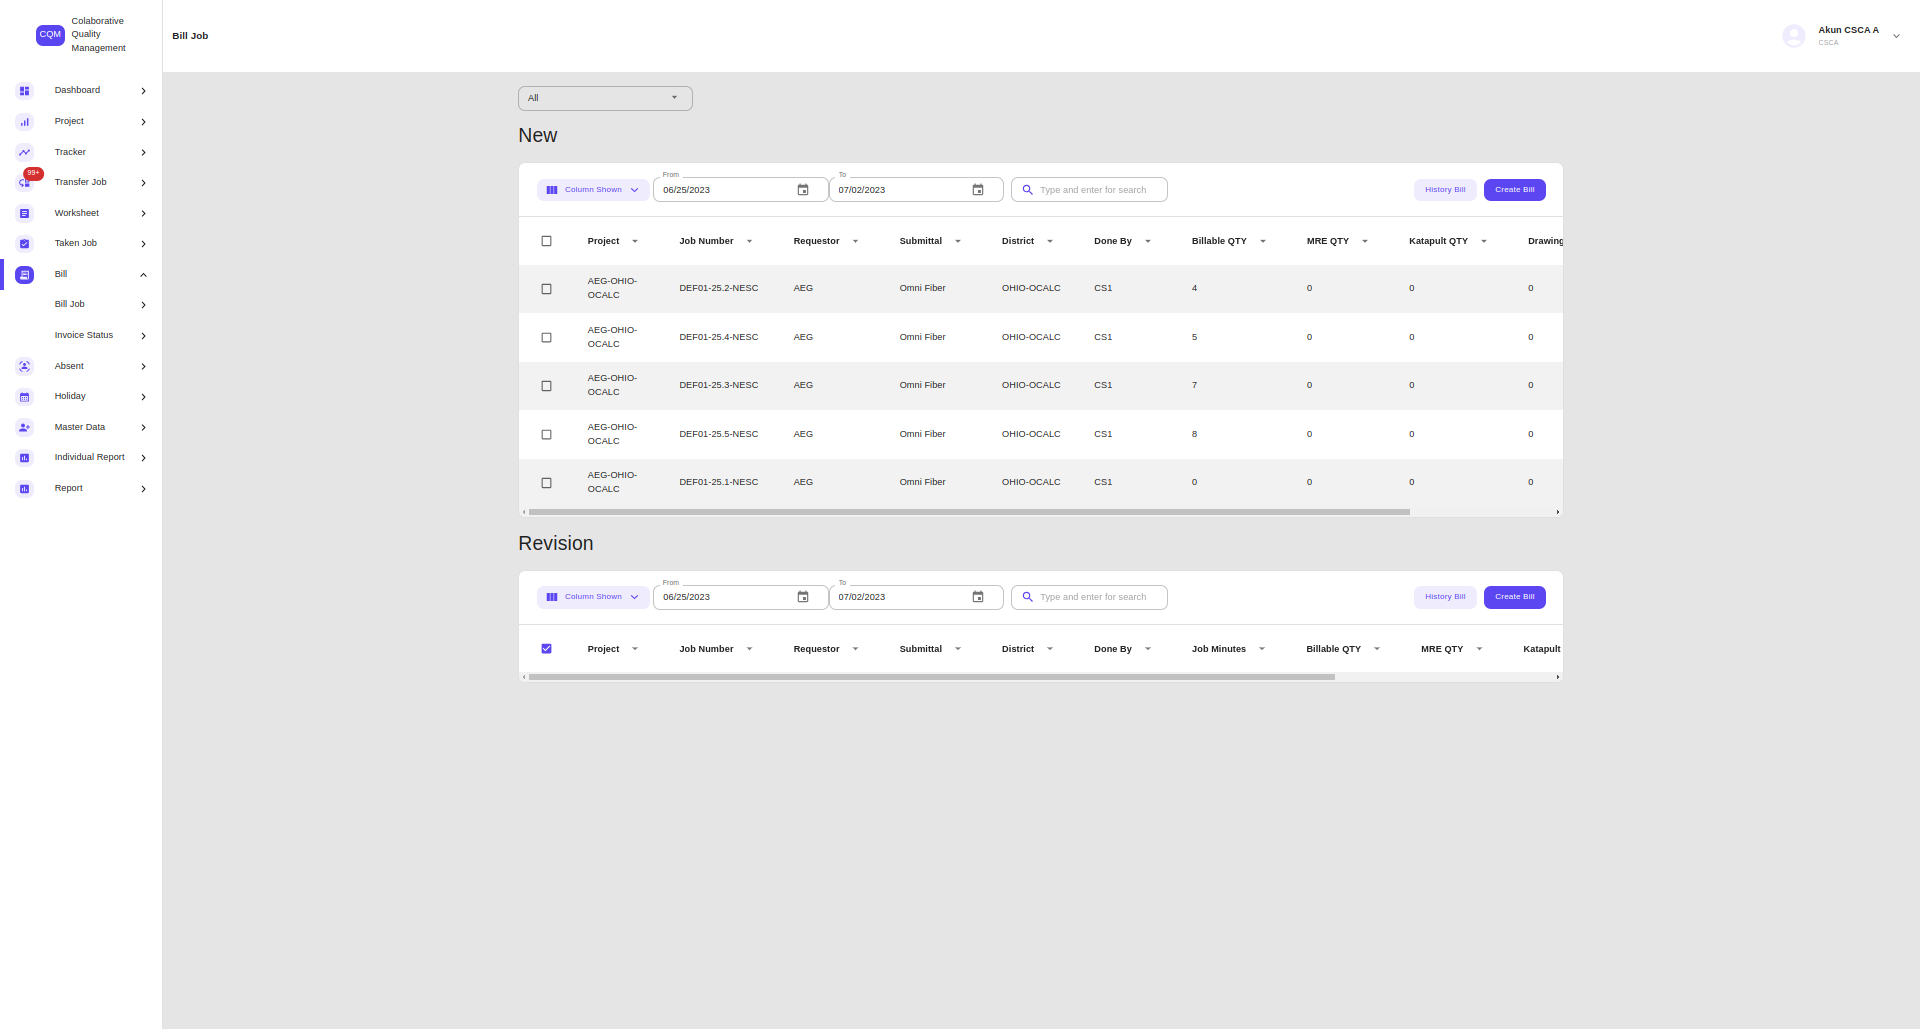 CQM
Colaborative
Quality
Management
Bill Job
Akun CSCA A
CSCA
Dashboard
Project
Tracker
99+
Transfer Job
Worksheet
Taken Job
Bill
Bill Job
Invoice Status
Absent
Holiday
Master Data
Individual Report
Report
All
New
Column Shown
From
06/25/2023
To
07/02/2023
Type and enter for search
History Bill
Create Bill
Project Job Number Requestor Submittal District Done By Billable QTY MRE QTY Katapult QTY Drawing
AEG-OHIO-
OCALC DEF01-25.2-NESC AEG Omni Fiber OHIO-OCALC CS1 4 0 0 0
AEG-OHIO-
OCALC DEF01-25.4-NESC AEG Omni Fiber OHIO-OCALC CS1 5 0 0 0
AEG-OHIO-
OCALC DEF01-25.3-NESC AEG Omni Fiber OHIO-OCALC CS1 7 0 0 0
AEG-OHIO-
OCALC DEF01-25.5-NESC AEG Omni Fiber OHIO-OCALC CS1 8 0 0 0
AEG-OHIO-
OCALC DEF01-25.1-NESC AEG Omni Fiber OHIO-OCALC CS1 0 0 0 0
Revision
Column Shown
From
06/25/2023
To
07/02/2023
Type and enter for search
History Bill
Create Bill
Project Job Number Requestor Submittal District Done By Job Minutes Billable QTY MRE QTY Katapult